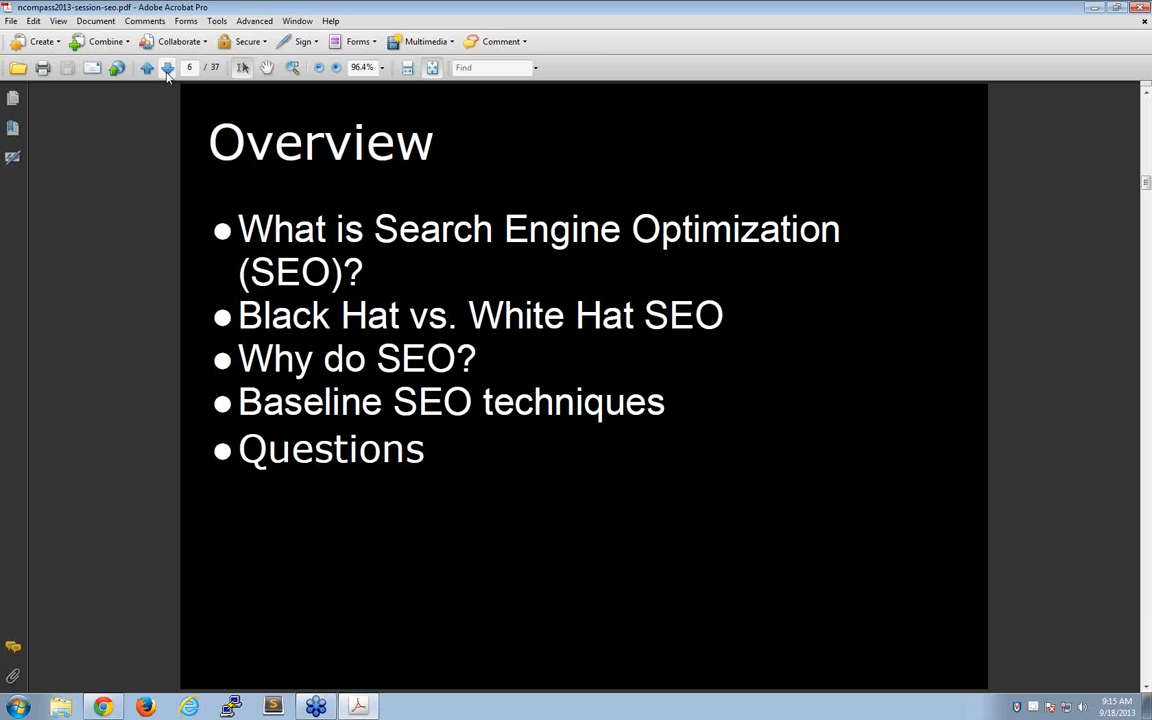 ncompass2013-session-seo.pdf - Adobe Acrobat Pro
File Edit View Document Comments Forms Tools Advanced Window Help
Create Combine Collaborate Secure Sign Forms Multimedia Comment
6 / 37 96.4% Find
Overview
● What is Search Engine Optimization
(SEO)?
● Black Hat vs. White Hat SEO
● Why do SEO?
● Baseline SEO techniques
● Questions
9:15 AM
9/18/2013